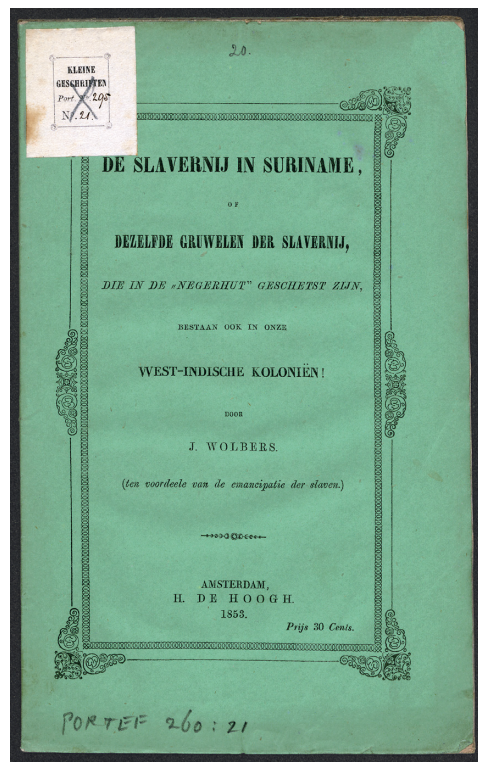 20.
KLEINE
GESCHRIFTEN
Port. 295
N°. 21.
DE SLAVERNIJ IN SURINAME,
OF
DEZELFDE GRUWELEN DER SLAVERNIJ,
DIE IN DE „NEGERHUT” GESCHETST ZIJN,
BESTAAN OOK IN ONZE
WEST-INDISCHE KOLONIËN!
DOOR
J. WOLBERS.
(ten voordeele van de emancipatie der slaven.)
AMSTERDAM,
H. DE HOOGH.
1853.
Prijs 30 Cents.
PORTEF 260:21